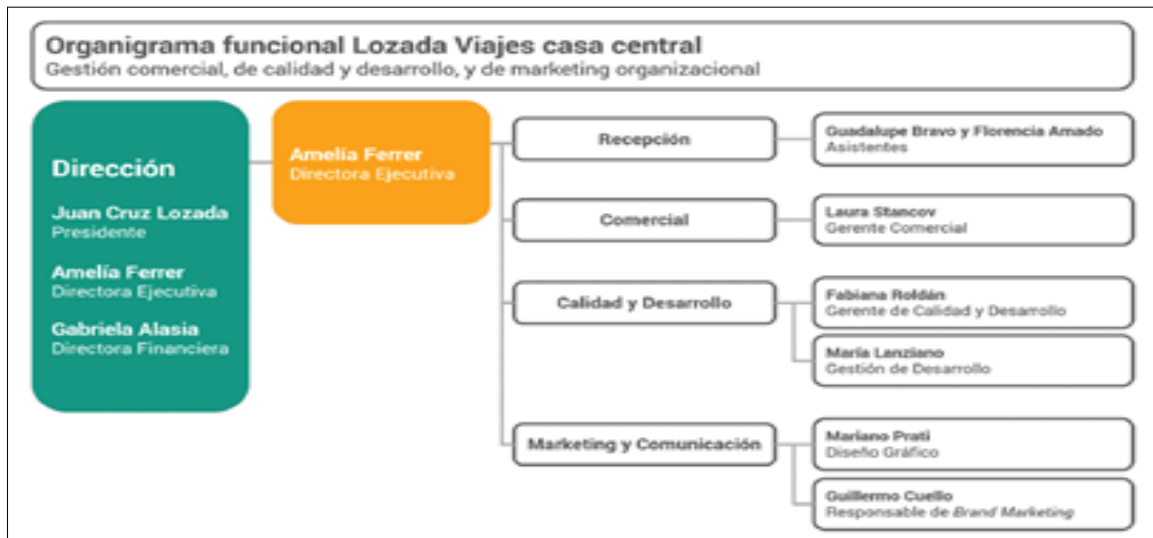 Organigrama funcional Lozada Viajes casa central
Gestión comercial, de calidad y desarrollo, y de marketing organizacional
Dirección
Juan Cruz Lozada
Presidente
Amelía Ferrer
Directora Ejecutiva
Gabriela Alasia
Directora Financiera
Amelía Ferrer
Directora Ejecutiva
Recepción
Guadalupe Bravo y Florencia Amado
Asistentes
Comercial
Laura Stancov
Gerente Comercial
Calidad y Desarrollo
Fabiana Roldán
Gerente de Calidad y Desarrollo
María Lanziano
Gestión de Desarrollo
Marketing y Comunicación
Mariano Prati
Diseño Gráfico
Guillermo Cuello
Responsable de Brand Marketing